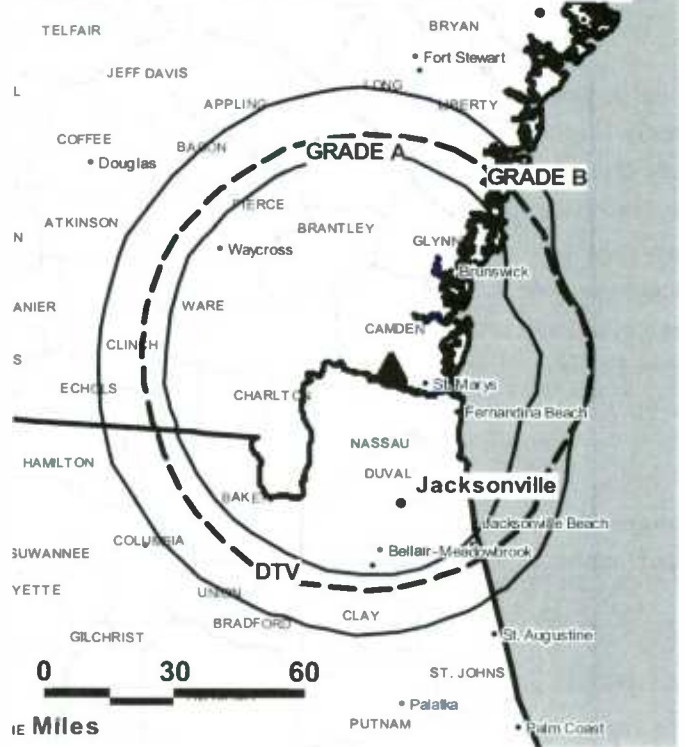 BRYAN
TELFAIR
Fort Stewart
JEFF DAVIS
LONG
L
APPLING
LIBERTY
COFFEE
BACON
GRADE A
Douglas
GRADE B
PIERCE
ATKINSON
BRANTLEY
N
GLYNN
Waycross
Brunswick
ANIER
WARE
CAMDEN
CLINCH
S
ECHOLS
St. Marys
CHARLTON
Fernandina Beach
NASSAU
HAMILTON
DUVAL
Jacksonville
BAKER
Jacksonville Beach
COLUMBIA
SUWANNEE
Bellair-Meadowbrook
DTV
YETTE
UNION
CLAY
BRADFORD
GILCHRIST
St. Augustine
0 30 60
ST. JOHNS
Palatka
IE Miles
PUTNAM
Palm Coast